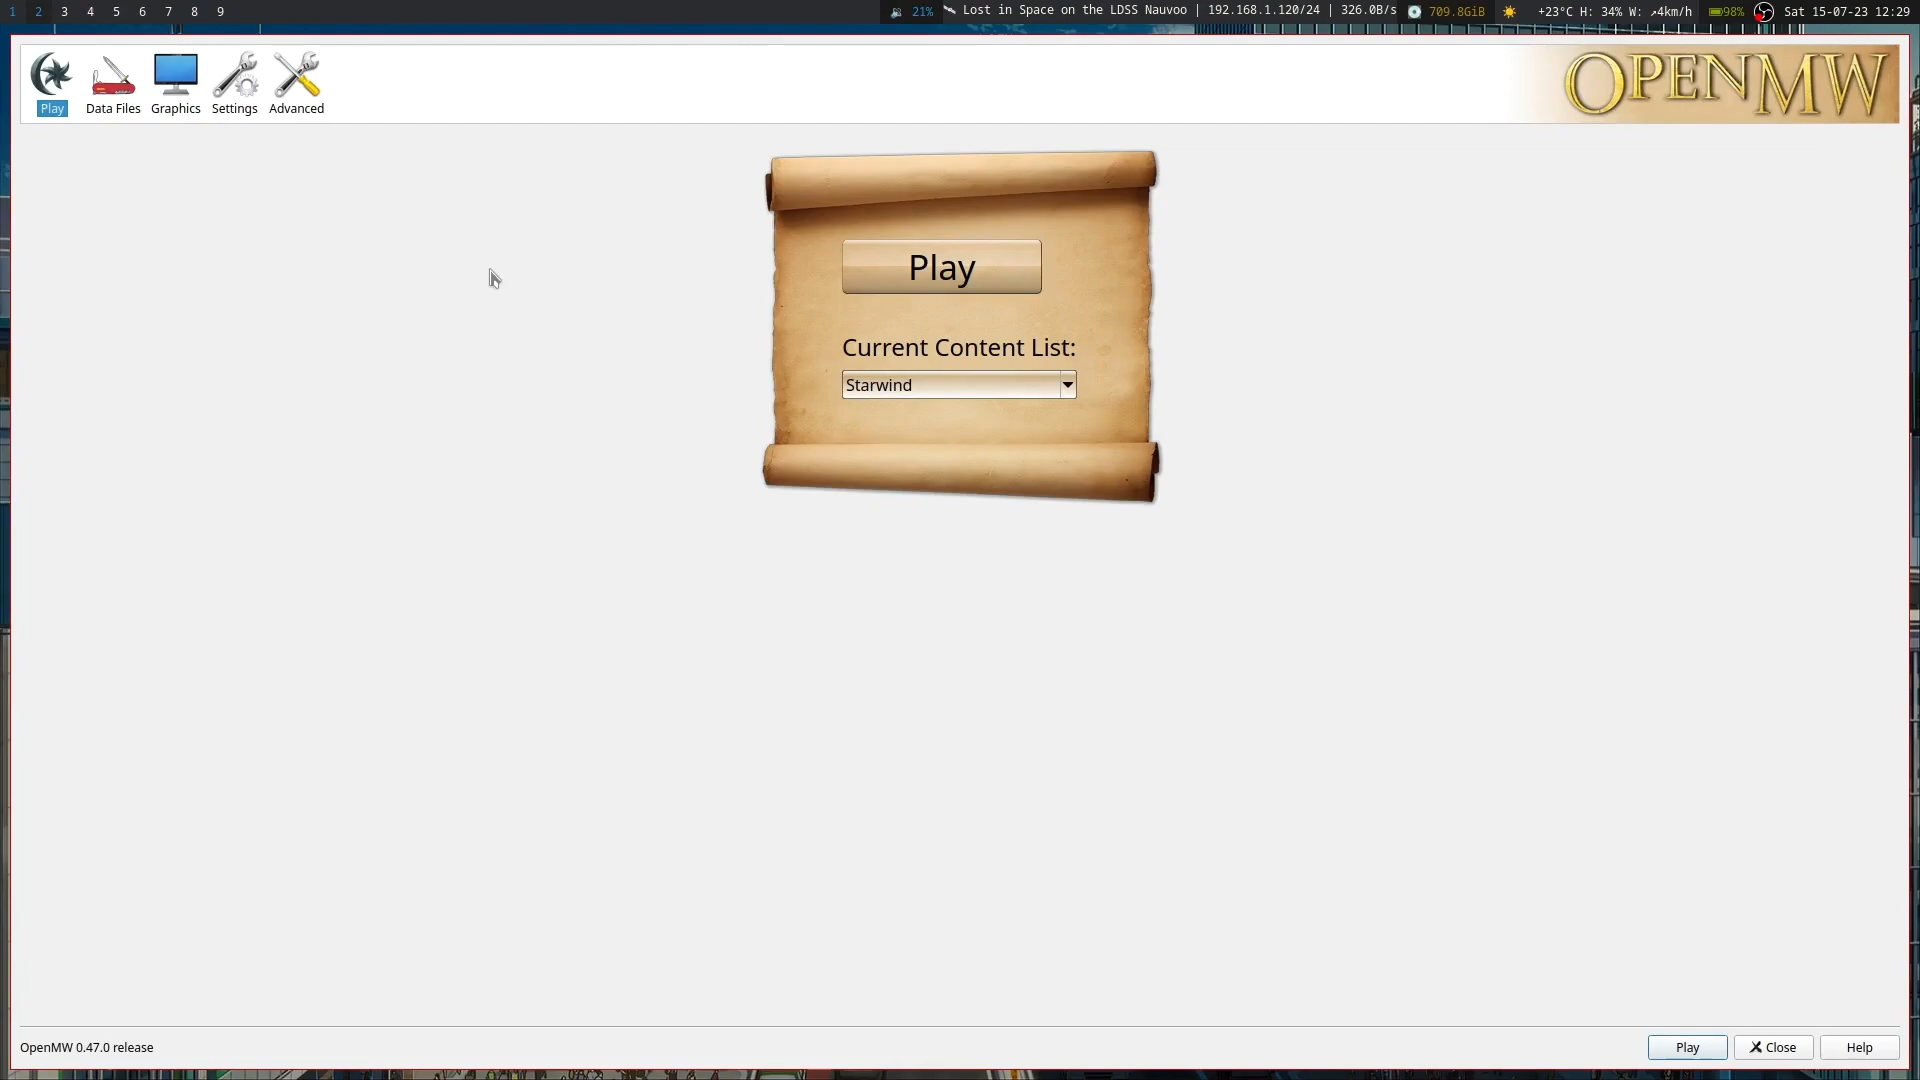 1 2 3 4 5 6 7 8 9 21% Lost in Space on the LDSS Nauvoo | 192.168.1.120/24 | 326.0B/s 709.8GiB +23°C H: 34% W: ↗4km/h 98% Sat 15-07-23 12:29
Play Data Files Graphics Settings Advanced
OPENMW
Play
Current Content List:
Starwind
OpenMW 0.47.0 release Play Close Help